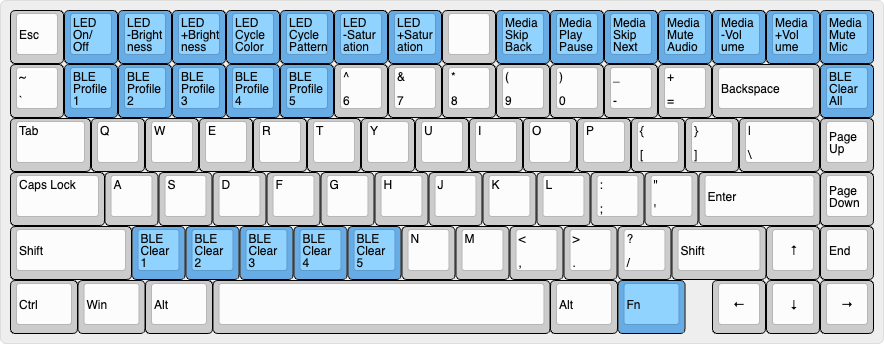 Esc
LED On/ Off
LED -Bright ness
LED +Bright ness
LED Cycle Color
LED Cycle Pattern
LED -Satur ation
LED +Satur ation
Media Skip Back
Media Play Pause
Media Skip Next
Media Mute Audio
Media -Vol ume
Media +Vol ume
Media Mute Mic
~ `
BLE Profile 1
BLE Profile 2
BLE Profile 3
BLE Profile 4
BLE Profile 5
^ 6
& 7
* 8
( 9
) 0
_ -
+ =
Backspace
BLE Clear All
Tab
Q
W
E
R
T
Y
U
I
O
P
{ [
} ]
| \
Page Up
Caps Lock
A
S
D
F
G
H
J
K
L
: ;
" '
Enter
Page Down
Shift
BLE Clear 1
BLE Clear 2
BLE Clear 3
BLE Clear 4
BLE Clear 5
N
M
< ,
> .
? /
Shift
↑
End
Ctrl
Win
Alt
Alt
Fn
←
↓
→